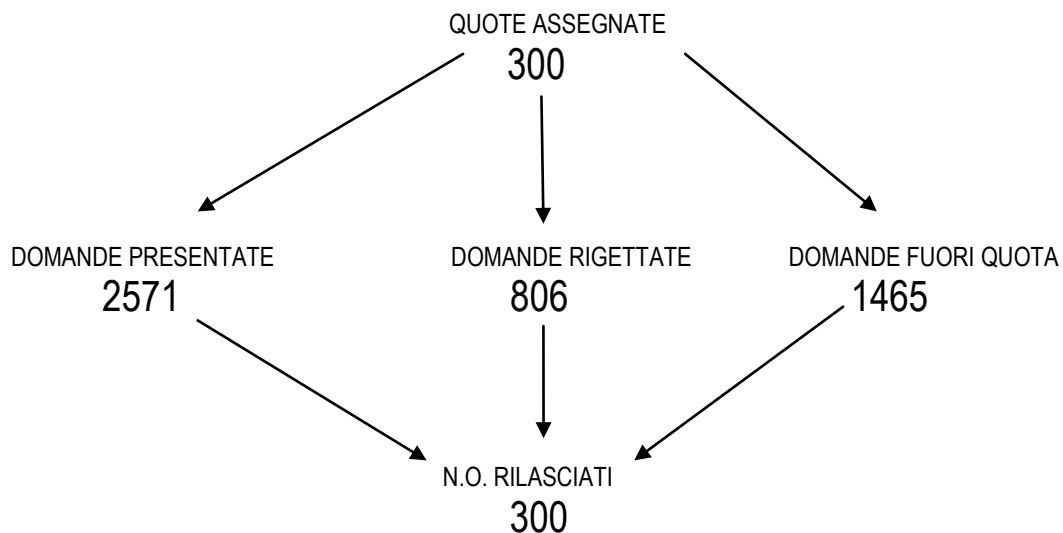 QUOTE ASSEGNATE
300
DOMANDE PRESENTATE
2571
DOMANDE RIGETTATE
806
DOMANDE FUORI QUOTA
1465
N.O. RILASCIATI
300